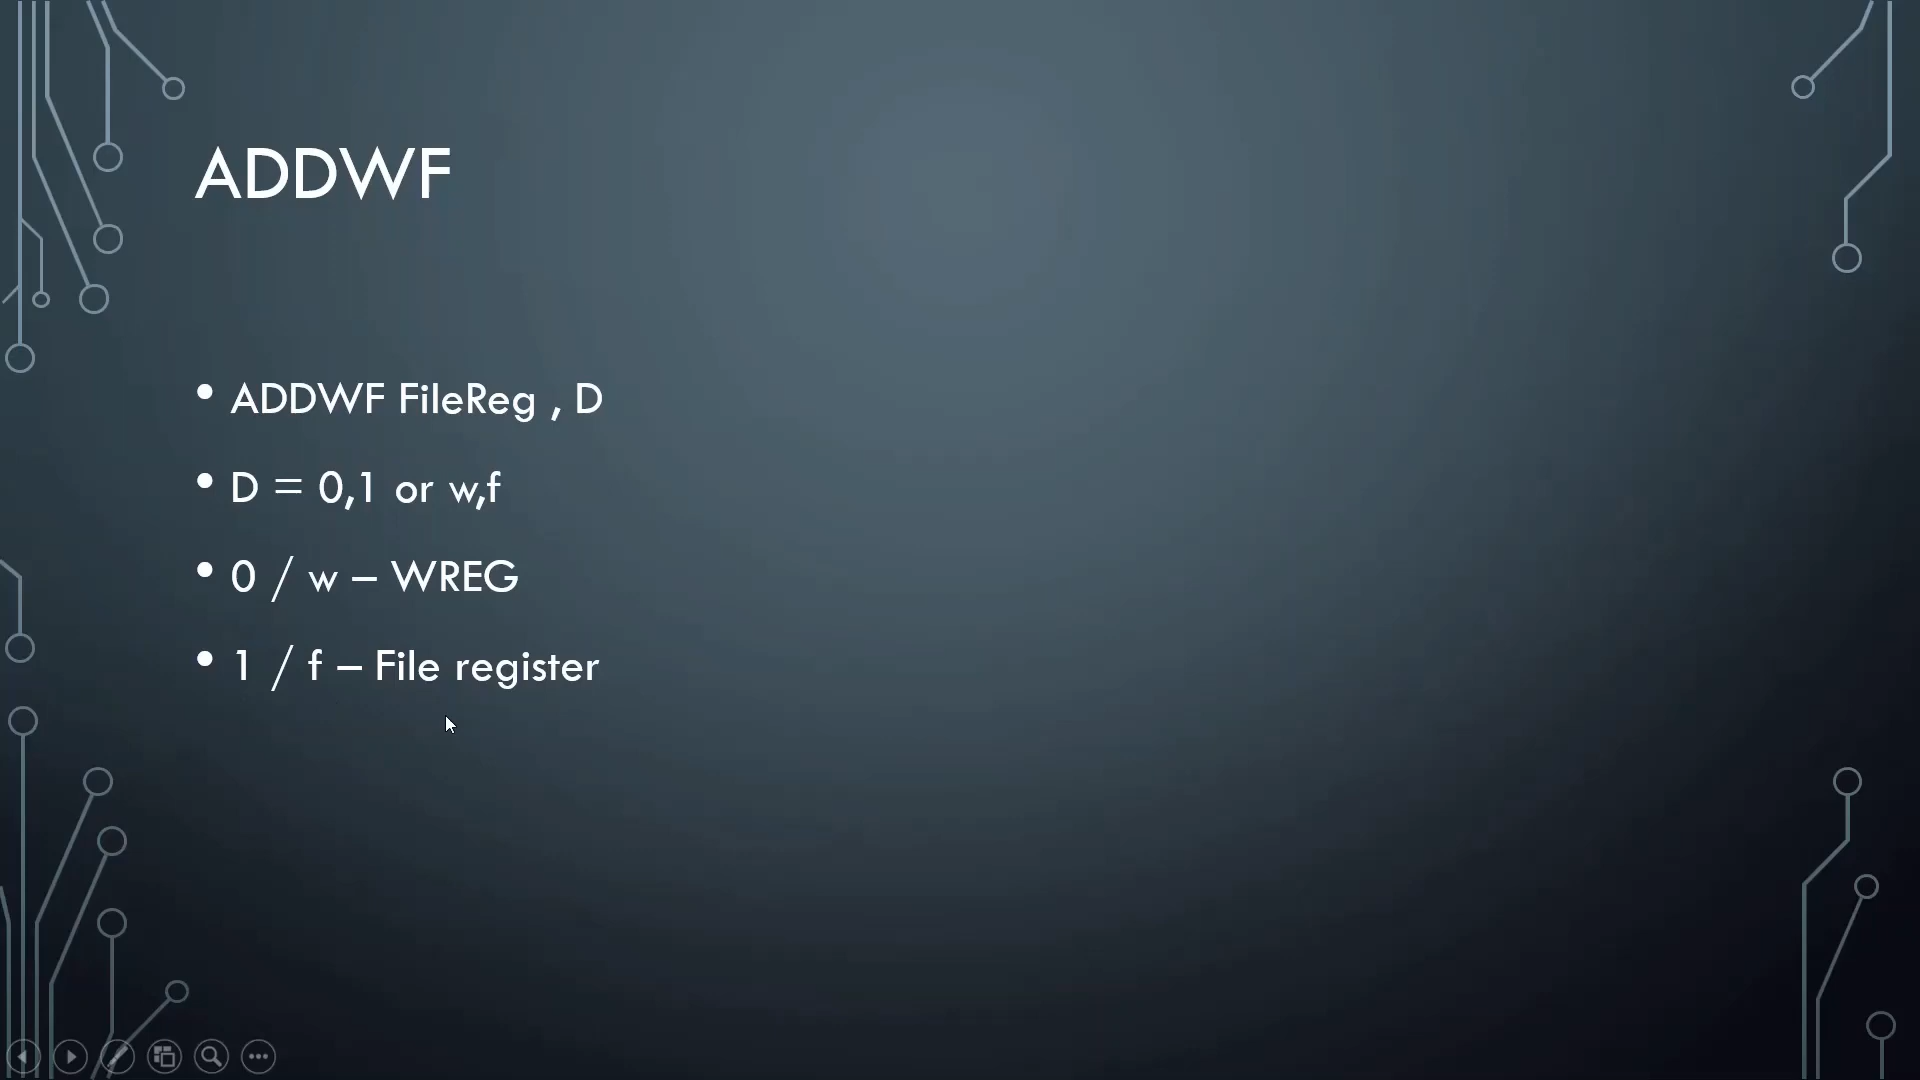 ADDWF
• ADDWF FileReg , D
• D = 0,1 or w,f
• 0 / w – WREG
• 1 / f – File register